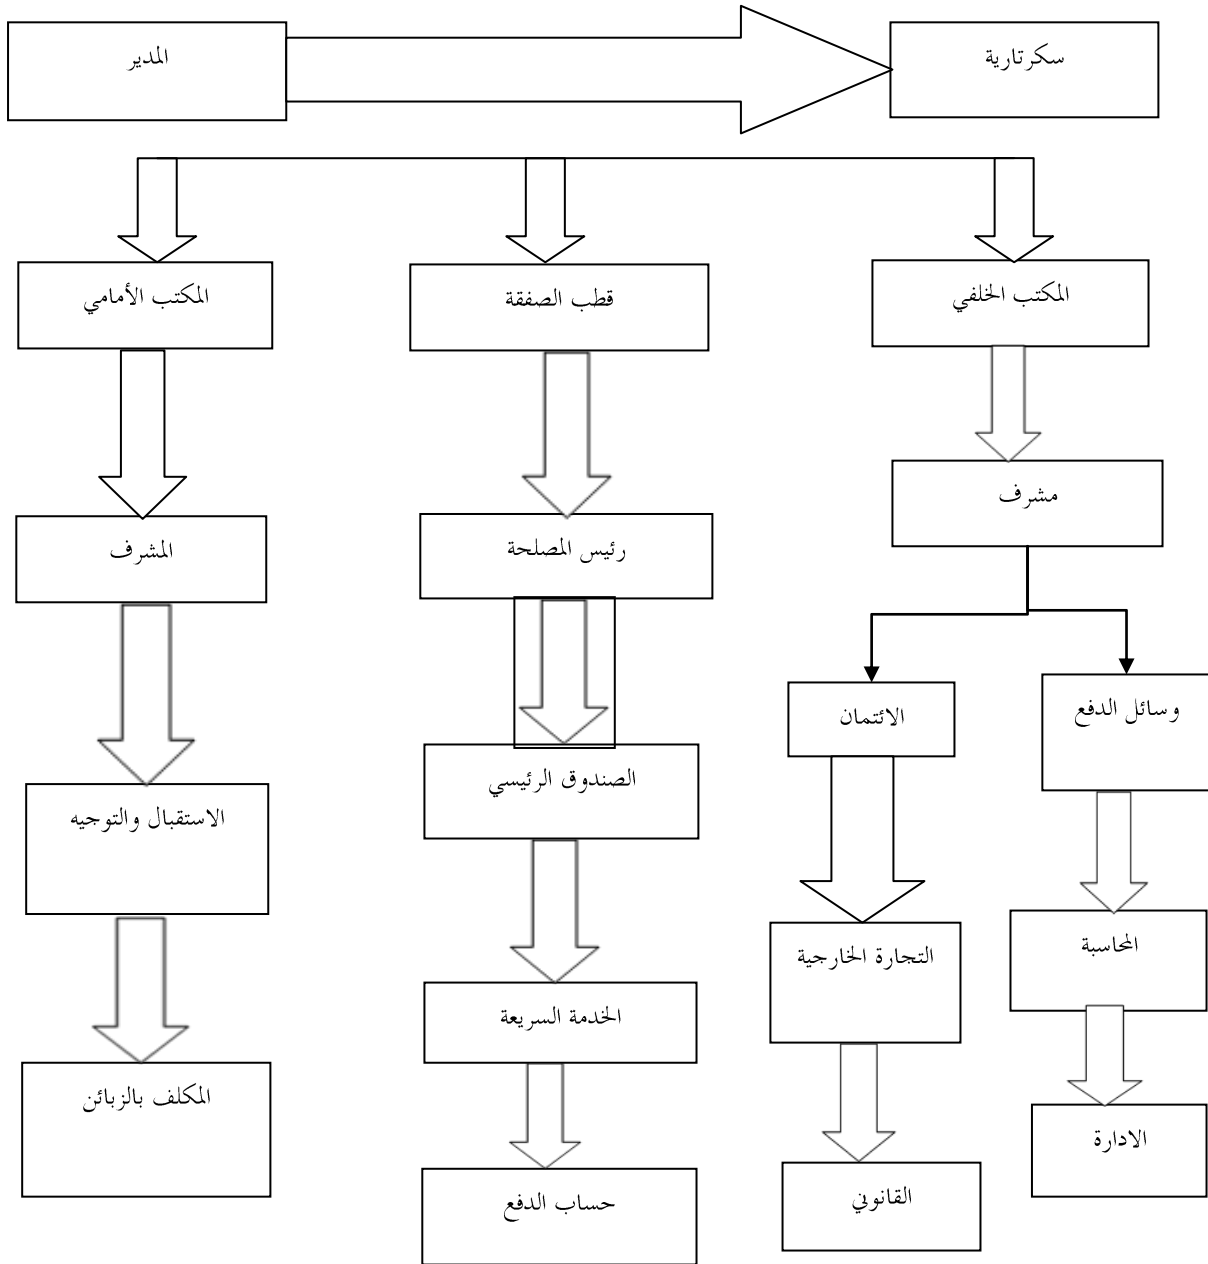 سكرتارية
المدير
المكتب الخلفي
قطب الصفقة
المكتب الأمامي
مشرف
رئيس المصلحة
المشرف
وسائل الدفع
الائتمان
الصندوق الرئيسي
الاستقبال والتوجيه
المحاسبة
التجارة الخارجية
الخدمة السريعة
المكلف بالزبائن
الادارة
القانوني
حساب الدفع